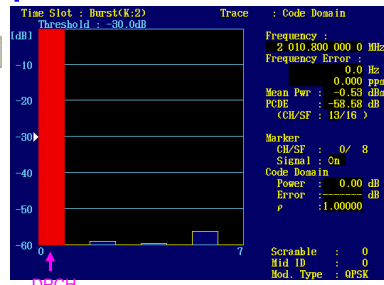 Time Slot : Burst(K:2) Trace : Code Domain
Threshold : -30.0dB
[dB]
Frequency :
2 010.800 000 0 MHz
Frequency Error :
0.0 Hz
0.000 ppm
Mean Pwr : -0.53 dBm
PCDE : -58.58 dB
(CH/SF : 13/16 )
-10
-20
-30
-40
-50
-60
0 7
Marker
CH/SF : 0/ 8
Signal : On
Code Domain
Power : 0.00 dB
Error :------- dB
ρ :1.00000
Scramble : 0
Mid ID : 0
Mod. Type : QPSK
DPCH